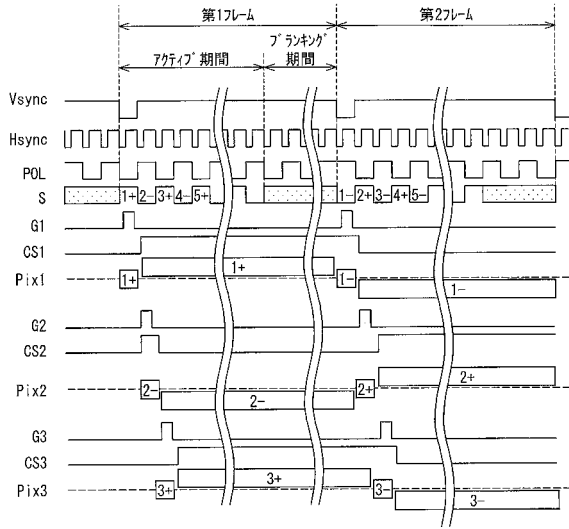 第1フレーム 第2フレーム
アクティブ期間 ブランキング期間
Vsync
Hsync
POL
S 1+ 2- 3+ 4- 5+ 1- 2+ 3- 4+ 5-
G1
CS1
1+
Pix1 1+ 1- 1-
G2
CS2
2+
Pix2 2- 2+
2-
G3
CS3
3+
Pix3 3+ 3- 3-